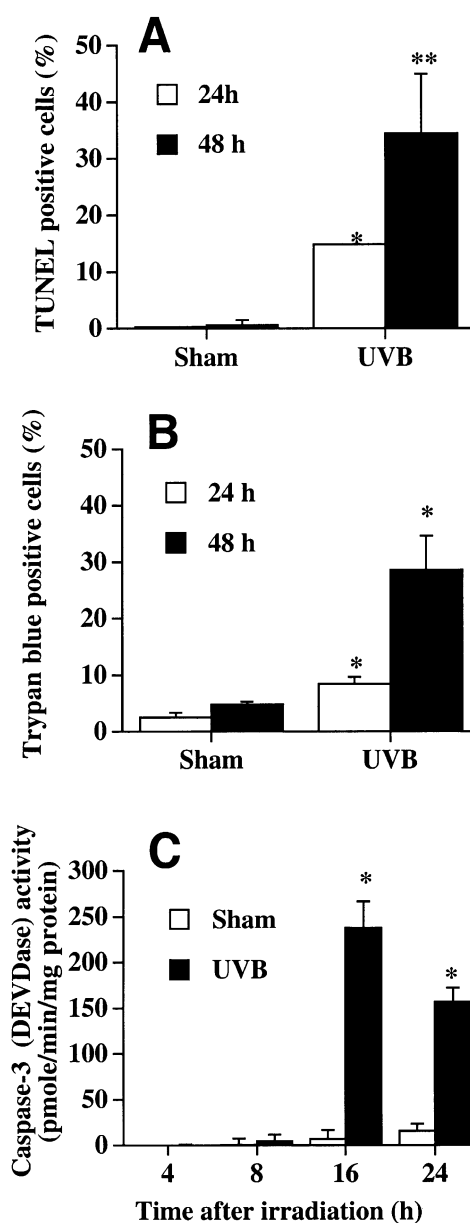 A
TUNEL positive cells (%)
50
40
30
20
10
0
24h
48 h
*
**
Sham UVB
B
Trypan blue positive cells (%)
50
40
30
20
10
0
24 h
48 h
*
*
Sham UVB
C
Caspase-3 (DEVDase) activity
(pmole/min/mg protein)
300
250
200
150
100
50
0
Sham
UVB
*
*
4 8 16 24
Time after irradiation (h)